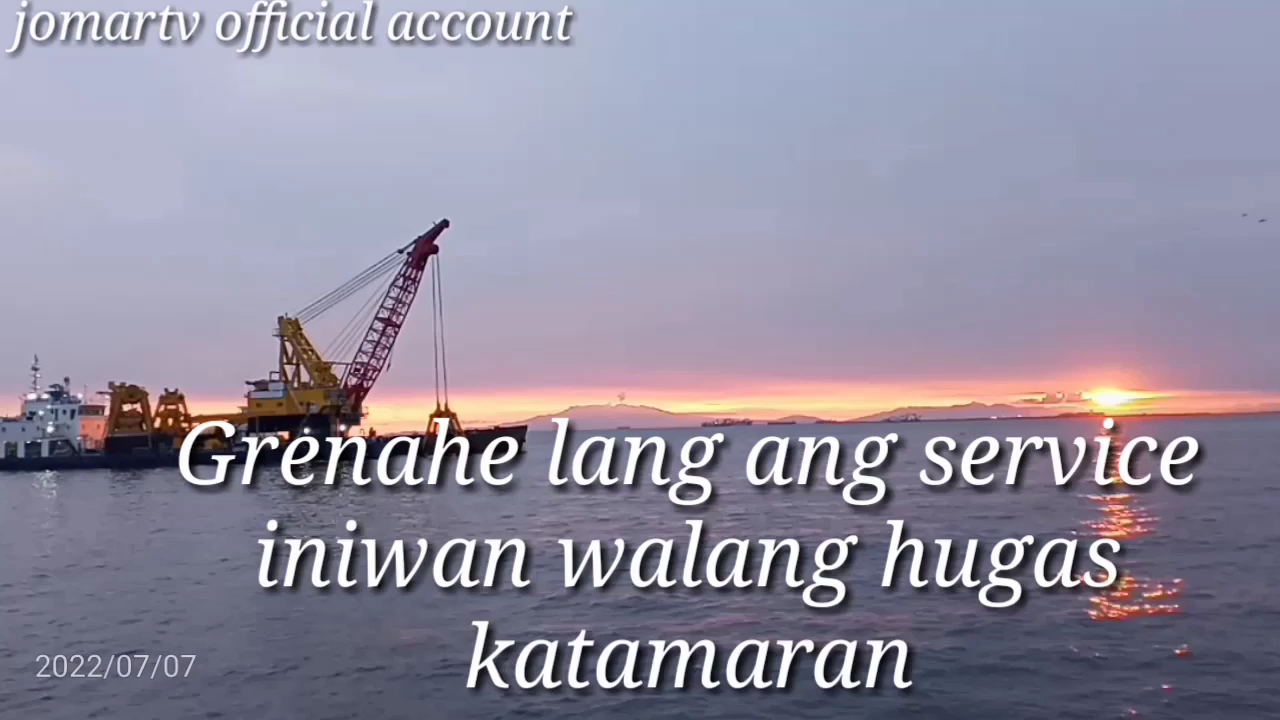 jomartv official account
Grenahe lang ang service
iniwan walang hugas
katamaran
2022/07/07